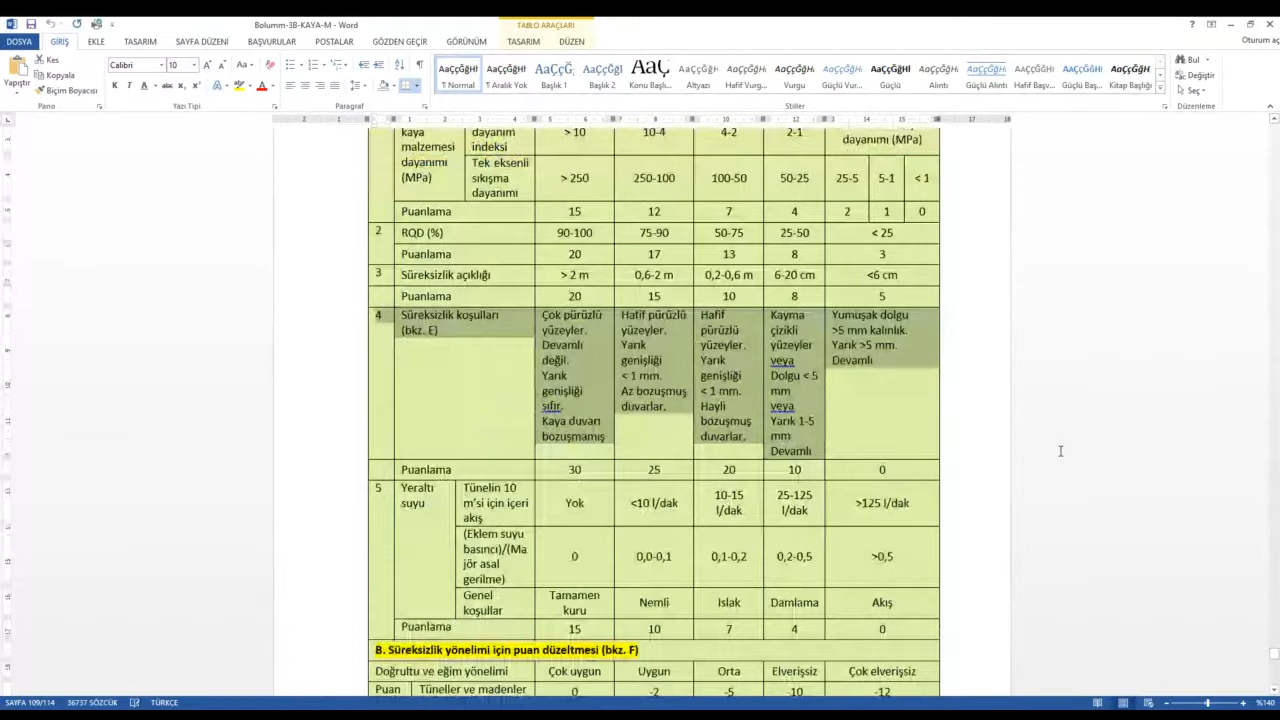 Bolumm-3B-KAYA-M - Word
TABLO ARAÇLARI
DOSYA GİRİŞ EKLE TASARIM SAYFA DÜZENİ BAŞVURULAR POSTALAR GÖZDEN GEÇİR GÖRÜNÜM TASARIM DÜZEN
Oturum aç
Yapıştır
Kes
Kopyala
Biçim Boyacısı
Pano
Calibri 10
Yazı Tipi
Paragraf
AaÇçĞğHl AaÇçĞğHl AaÇçĞ AaÇçĞğl AaÇç AaÇçĞğHl AaÇçĞğHı AaÇçĞğHı AaÇçĞğHı AaÇçĞğHl AaÇçĞğHı AaÇçĞğHl AaÇçĞğHl AaÇçĞğHl AaÇçĞğHı
¶ Normal ¶ Aralık Yok Başlık 1 Başlık 2 Konu Başl... Altyazı Hafif Vurg... Vurgu Güçlü Vur... Güçlü Alıntı Güçlü Alıntı Hafif Başv... Güçlü Baş... Kitap Başlığı
Stiller
Bul
Değiştir
Seç
Düzenleme
kaya malzemesi dayanımı (MPa)
dayanım indeksi > 10 10-4 4-2 2-1 dayanımı (MPa)
Tek eksenli sıkışma dayanımı > 250 250-100 100-50 50-25 25-5 5-1 < 1
Puanlama 15 12 7 4 2 1 0
2 RQD (%) 90-100 75-90 50-75 25-50 < 25
Puanlama 20 17 13 8 3
3 Süreksizlik açıklığı > 2 m 0,6-2 m 0,2-0,6 m 6-20 cm <6 cm
Puanlama 20 15 10 8 5
4 Süreksizlik koşulları
(bkz. E)
Çok pürüzlü
yüzeyler.
Devamlı
değil.
Yarık
genişliği
sıfır.
Kaya duvarı
bozuşmamış
Hafif pürüzlü
yüzeyler.
Yarık
genişliği
< 1 mm.
Az bozuşmuş
duvarlar.
Hafif
pürüzlü
yüzeyler.
Yarık
genişliği
< 1 mm.
Hayli
bozuşmuş
duvarlar.
Kayma
çizikli
yüzeyler
veya
Dolgu < 5
mm
veya
Yarık 1-5
mm
Devamlı
Yumuşak dolgu
>5 mm kalınlık.
Yarık >5 mm.
Devamlı
Puanlama 30 25 20 10 0
5 Yeraltı suyu
Tünelin 10 m'si için içeri akış Yok <10 l/dak 10-15 l/dak 25-125 l/dak >125 l/dak
(Eklem suyu basıncı)/(Ma jör asal gerilme) 0 0,0-0,1 0,1-0,2 0,2-0,5 >0,5
Genel koşullar Tamamen kuru Nemli Islak Damlama Akış
Puanlama 15 10 7 4 0
B. Süreksizlik yönelimi için puan düzeltmesi (bkz. F)
Doğrultu ve eğim yönelimi Çok uygun Uygun Orta Elverişsiz Çok elverişsiz
Puan Tüneller ve madenler 0 -2 -5 -10 -12
SAYFA 109/114 36737 SÖZCÜK TÜRKÇE %140